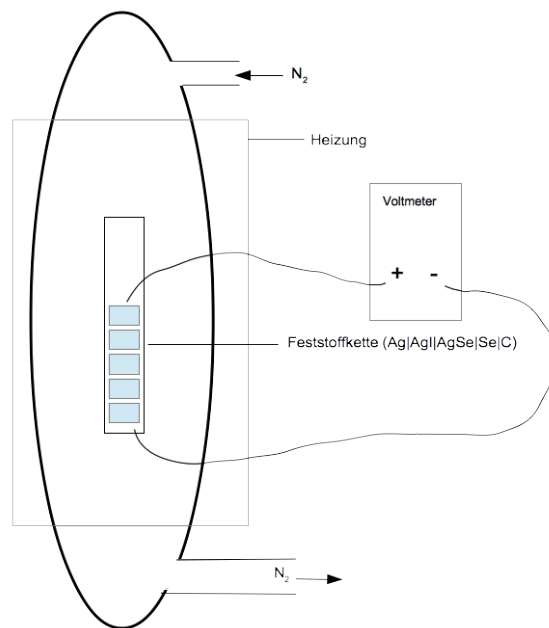 N₂
Heizung
Voltmeter
+ -
Feststoffkette (Ag|AgI|AgSe|Se|C)
N₂